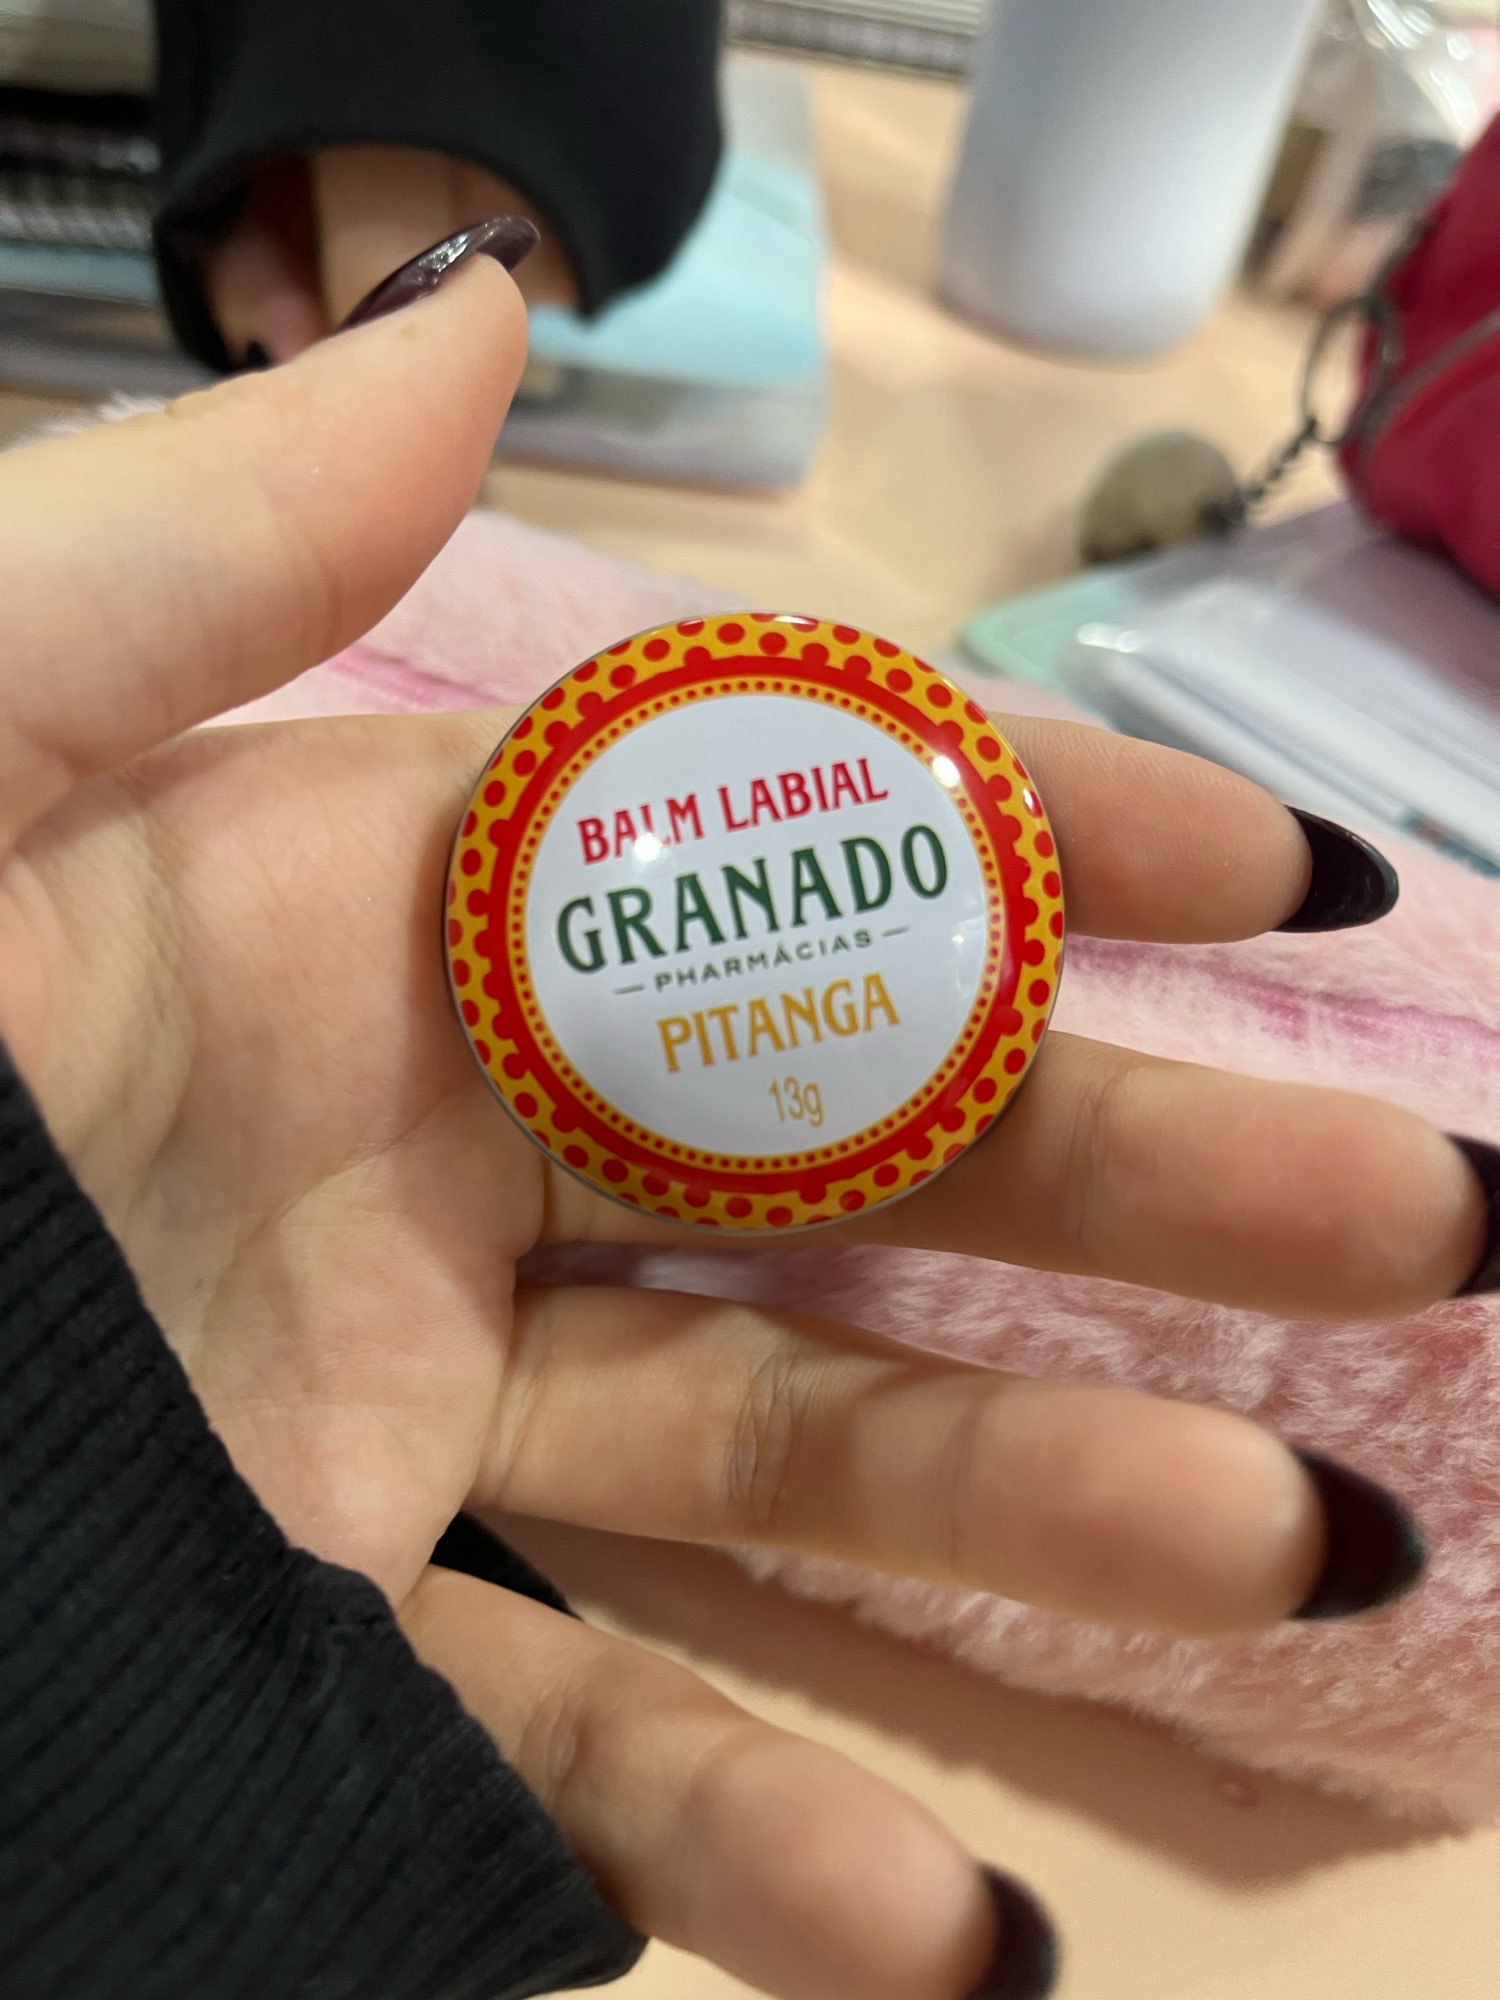 BALM LABIAL
GRANADO
PHARMÁCIAS
PITANGA
13g